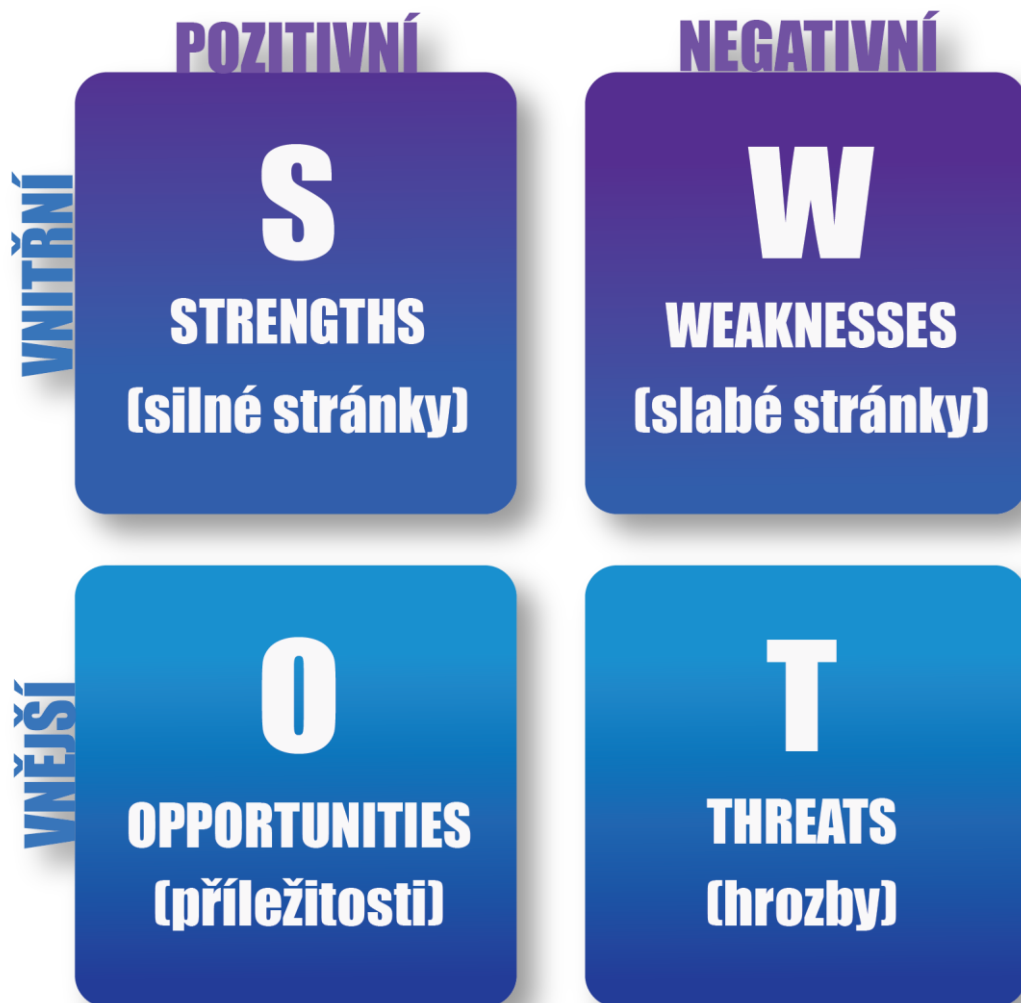 POZITIVNÍ
NEGATIVNÍ
VNITŘNÍ
S
STRENGTHS
(silné stránky)
W
WEAKNESSES
(slabé stránky)
VNĚJŠÍ
O
OPPORTUNITIES
(příležitosti)
T
THREATS
(hrozby)